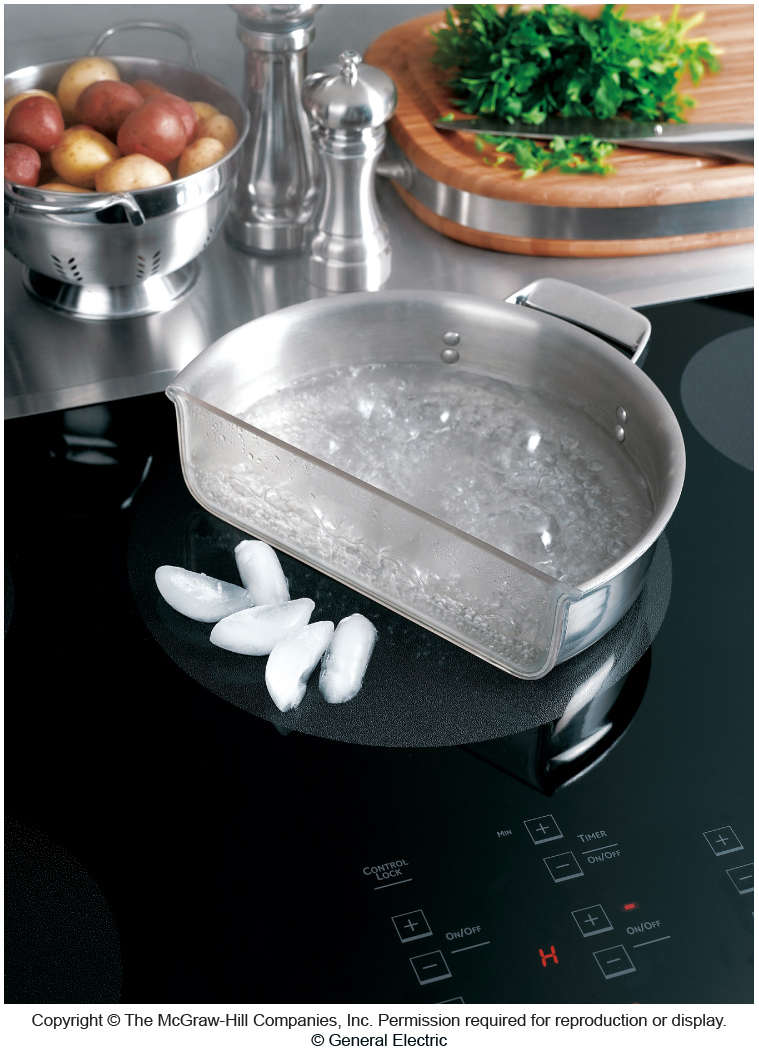 MIN + TIMER
- ON/OFF
+
-
CONTROL
LOCK
+ ON/OFF
-
H
+ ON/OFF
-
Copyright © The McGraw-Hill Companies, Inc. Permission required for reproduction or display.
© General Electric